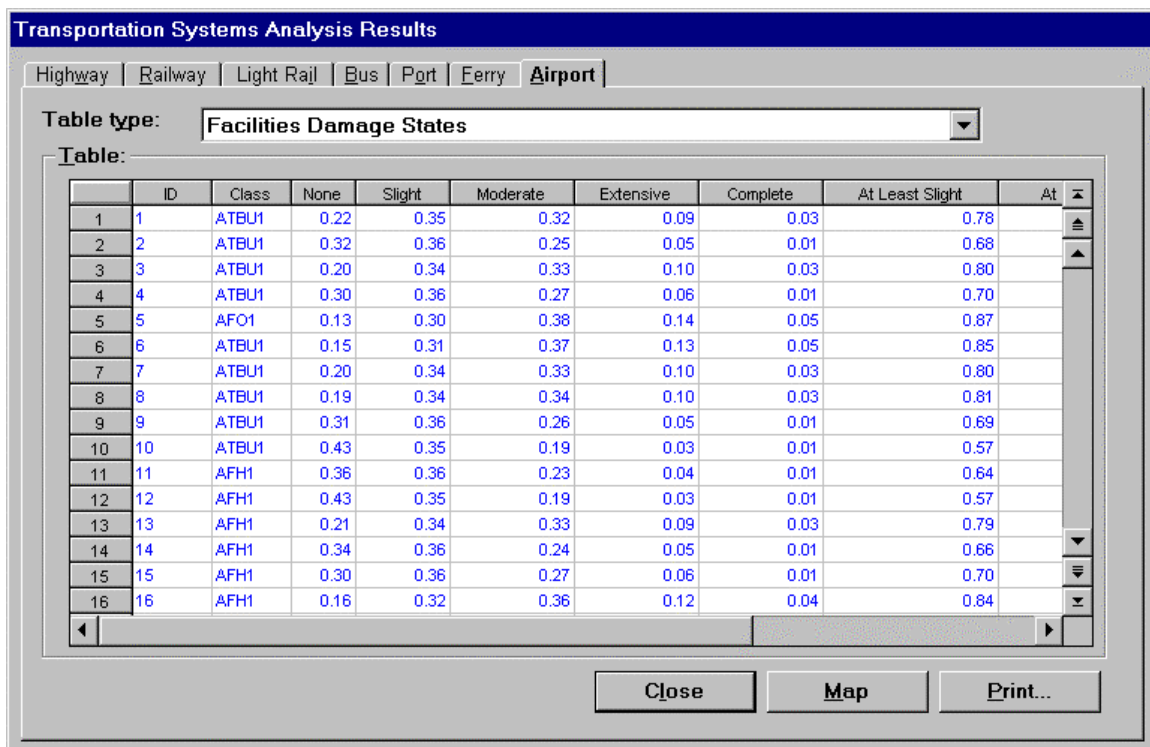 Transportation Systems Analysis Results
Highway Railway Light Rail Bus Port Ferry Airport
Table type: Facilities Damage States
Table:
ID Class None Slight Moderate Extensive Complete At Least Slight At
1 1 ATBU1 0.22 0.35 0.32 0.09 0.03 0.78
2 2 ATBU1 0.32 0.36 0.25 0.05 0.01 0.68
3 3 ATBU1 0.20 0.34 0.33 0.10 0.03 0.80
4 4 ATBU1 0.30 0.36 0.27 0.06 0.01 0.70
5 5 AFO1 0.13 0.30 0.38 0.14 0.05 0.87
6 6 ATBU1 0.15 0.31 0.37 0.13 0.05 0.85
7 7 ATBU1 0.20 0.34 0.33 0.10 0.03 0.80
8 8 ATBU1 0.19 0.34 0.34 0.10 0.03 0.81
9 9 ATBU1 0.31 0.36 0.26 0.05 0.01 0.69
10 10 ATBU1 0.43 0.35 0.19 0.03 0.01 0.57
11 11 AFH1 0.36 0.36 0.23 0.04 0.01 0.64
12 12 AFH1 0.43 0.35 0.19 0.03 0.01 0.57
13 13 AFH1 0.21 0.34 0.33 0.09 0.03 0.79
14 14 AFH1 0.34 0.36 0.24 0.05 0.01 0.66
15 15 AFH1 0.30 0.36 0.27 0.06 0.01 0.70
16 16 AFH1 0.16 0.32 0.36 0.12 0.04 0.84
Close Map Print...